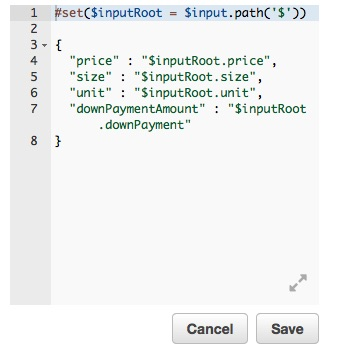 1 #set($inputRoot = $input.path('$'))
2
3 {
4 "price" : "$inputRoot.price",
5 "size" : "$inputRoot.size",
6 "unit" : "$inputRoot.unit",
7 "downPaymentAmount" : "$inputRoot
.downPayment"
8 }
Cancel Save